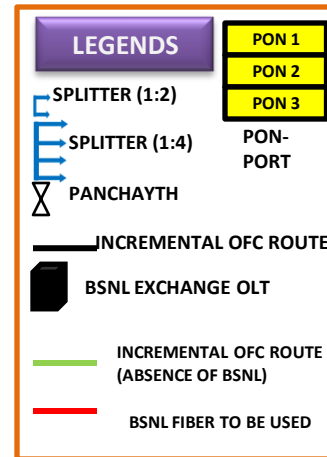 LEGENDS
PON 1
PON 2
PON 3
PON-
PORT
SPLITTER (1:2)
SPLITTER (1:4)
PANCHAYTH
INCREMENTAL OFC ROUTE
BSNL EXCHANGE OLT
INCREMENTAL OFC ROUTE
(ABSENCE OF BSNL)
BSNL FIBER TO BE USED